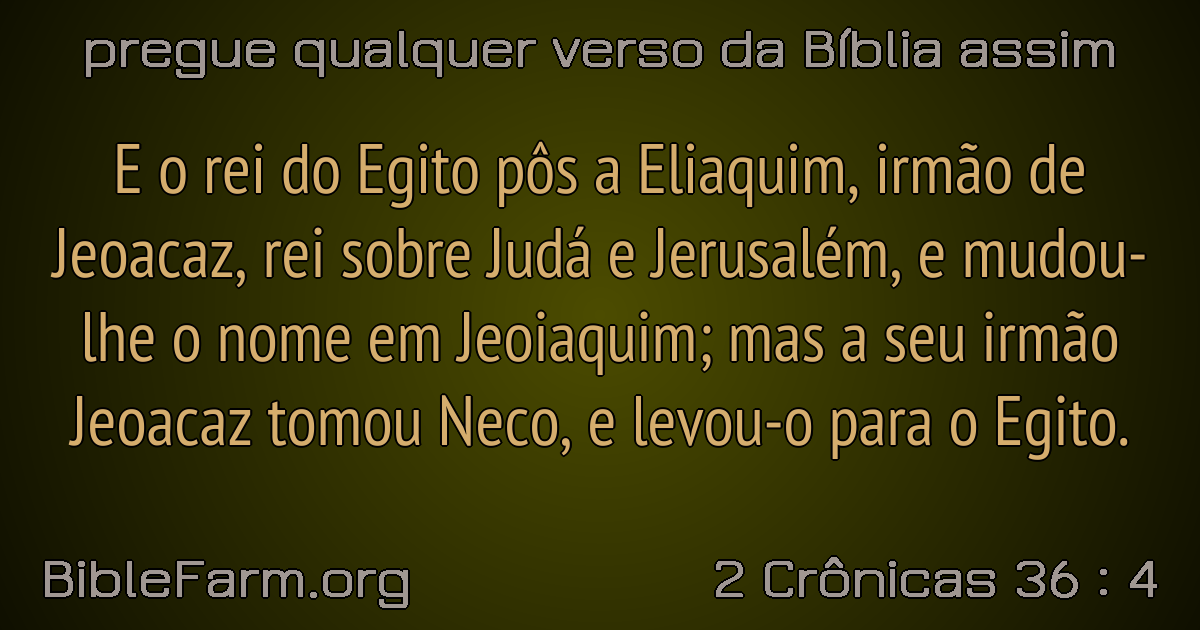 pregue qualquer verso da Bíblia assim
E o rei do Egito pôs a Eliaquim, irmão de
Jeoacaz, rei sobre Judá e Jerusalém, e mudou-
lhe o nome em Jeoiaquim; mas a seu irmão
Jeoacaz tomou Neco, e levou-o para o Egito.
BibleFarm.org
2 Crônicas 36 : 4